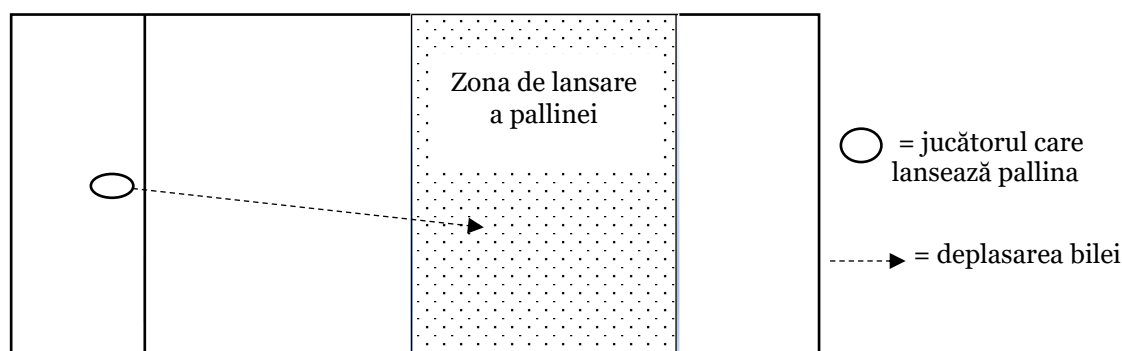 Zona de lansare
a pallinei
= jucătorul care
lansează pallina
= deplasarea bilei